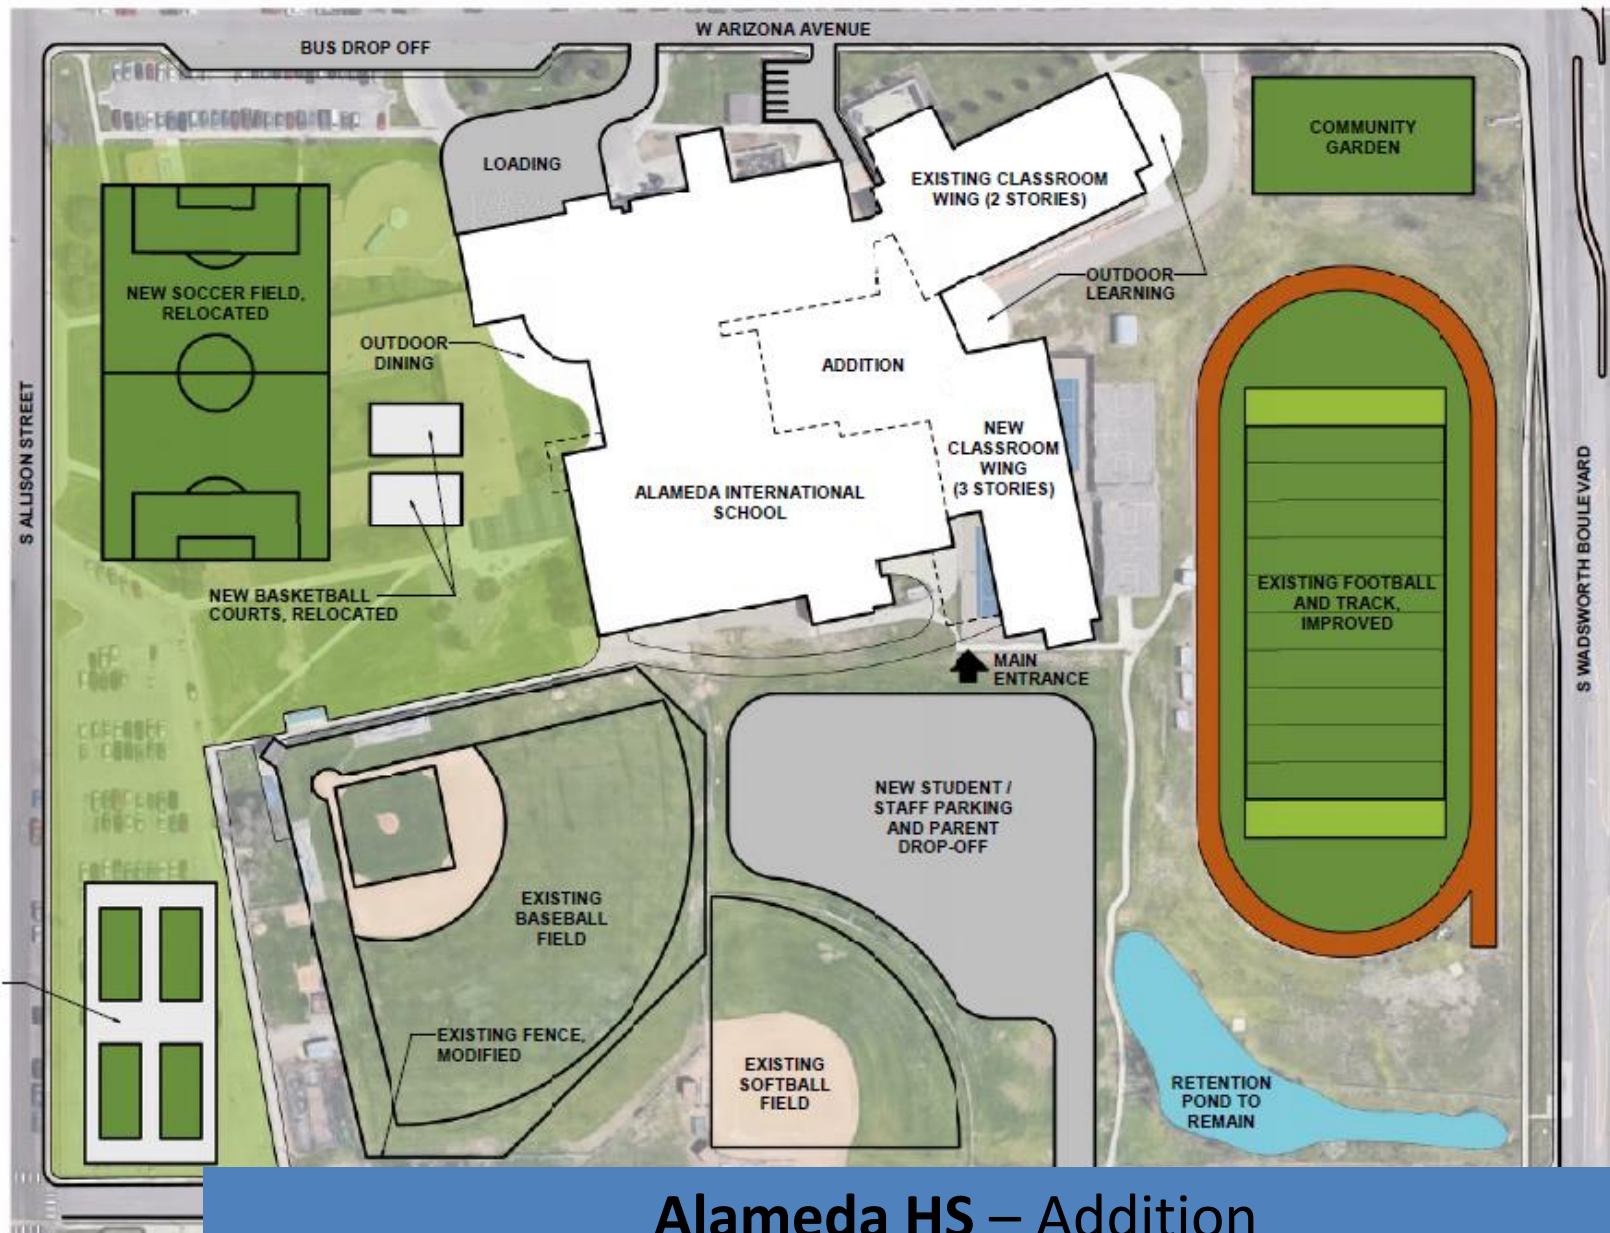 W ARIZONA AVENUE
BUS DROP OFF
COMMUNITY
GARDEN
LOADING
EXISTING CLASSROOM
WING (2 STORIES)
NEW SOCCER FIELD,
RELOCATED
OUTDOOR
LEARNING
OUTDOOR
DINING
ADDITION
S ALLISON STREET
NEW
CLASSROOM
WING
(3 STORIES)
ALAMEDA INTERNATIONAL
SCHOOL
S WADSWORTH BOULEVARD
EXISTING FOOTBALL
AND TRACK,
IMPROVED
NEW BASKETBALL
COURTS, RELOCATED
MAIN
ENTRANCE
NEW STUDENT /
STAFF PARKING
AND PARENT
DROP-OFF
EXISTING
BASEBALL
FIELD
EXISTING FENCE,
MODIFIED
EXISTING
SOFTBALL
FIELD
RETENTION
POND TO
REMAIN
Alameda HS – Addition